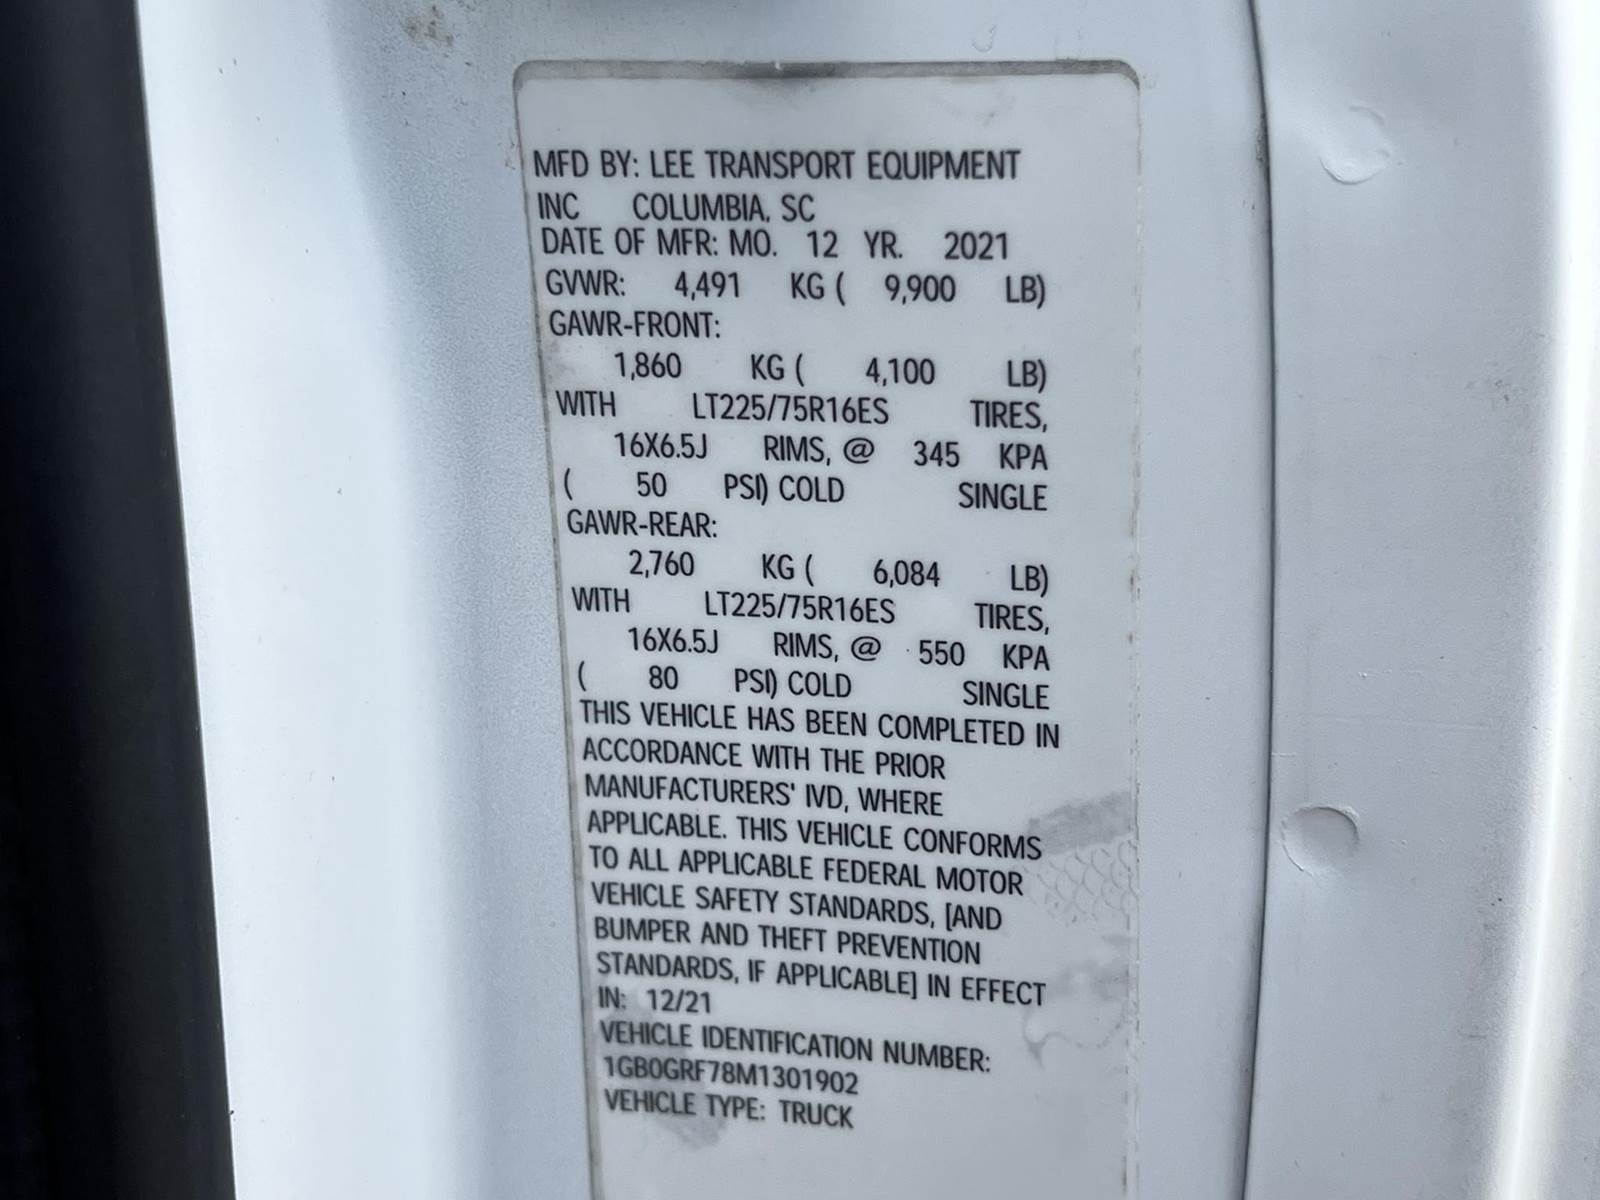 MFD BY: LEE TRANSPORT EQUIPMENT
INC COLUMBIA, SC
DATE OF MFR: MO. 12 YR. 2021
GVWR: 4,491 KG ( 9,900 LB)
GAWR-FRONT:
1,860 KG ( 4,100 LB)
WITH LT225/75R16ES TIRES,
16X6.5J RIMS, @ 345 KPA
( 50 PSI) COLD SINGLE
GAWR-REAR:
2,760 KG ( 6,084 LB)
WITH LT225/75R16ES TIRES,
16X6.5J RIMS, @ 550 KPA
( 80 PSI) COLD SINGLE
THIS VEHICLE HAS BEEN COMPLETED IN
ACCORDANCE WITH THE PRIOR
MANUFACTURERS' IVD, WHERE
APPLICABLE. THIS VEHICLE CONFORMS
TO ALL APPLICABLE FEDERAL MOTOR
VEHICLE SAFETY STANDARDS, [AND
BUMPER AND THEFT PREVENTION
STANDARDS, IF APPLICABLE] IN EFFECT
IN: 12/21
VEHICLE IDENTIFICATION NUMBER:
1GB0GRF78M1301902
VEHICLE TYPE: TRUCK